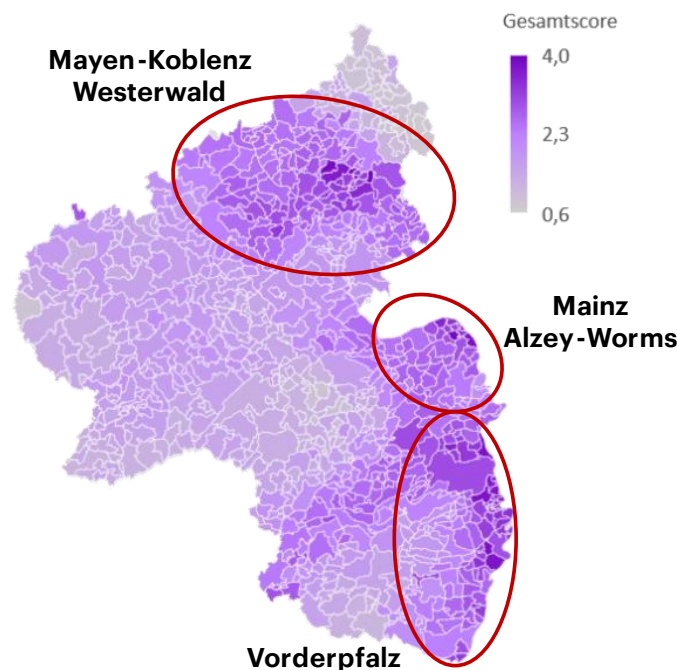 Gesamtscore
Mayen-Koblenz
Westerwald
4,0
2,3
0,6
Mainz
Alzey-Worms
Vorderpfalz